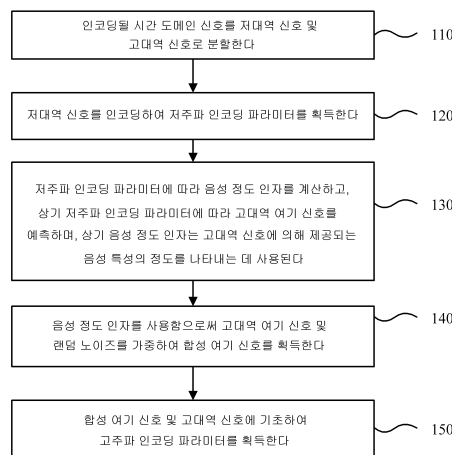 인코딩될 시간 도메인 신호를 저대역 신호 및
고대역 신호로 분할한다
110
저대역 신호를 인코딩하여 저주파 인코딩 파라미터를 획득한다
120
저주파 인코딩 파라미터에 따라 음성 정도 인자를 계산하고,
상기 저주파 인코딩 파라미터에 따라 고대역 여기 신호를
예측하며, 상기 음성 정도 인자는 고대역 신호에 의해 제공되는
음성 특성의 정도를 나타내는 데 사용된다
130
음성 정도 인자를 사용함으로써 고대역 여기 신호 및
랜덤 노이즈를 가중하여 합성 여기 신호를 획득한다
140
합성 여기 신호 및 고대역 신호에 기초하여
고주파 인코딩 파라미터를 획득한다
150